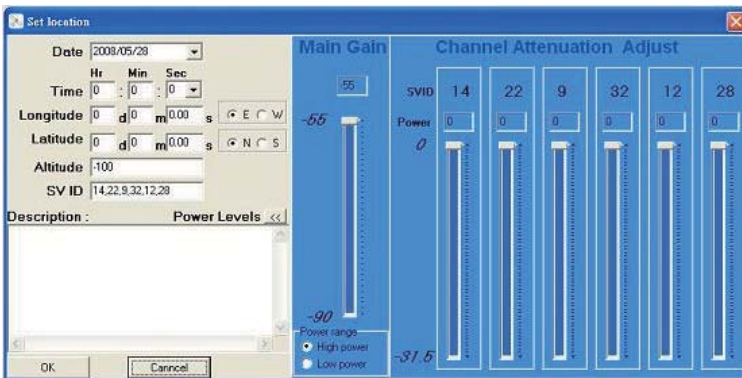 Set location
Date 2008/05/28
Hr Min Sec
Time 0 : 0 : 0
Longitude 0 d 0 m 0.00 s E W
Latitude 0 d 0 m 0.00 s N S
Altitude -100
SV ID 14,22,9,32,12,28
Description : Power Levels <<
OK Canncel
Main Gain
-55
-55
-90
Power range
High power
Low power
Channel Attenuation Adjust
SVID 14 22 9 32 12 28
Power 0 0 0 0 0 0
0
-31.5